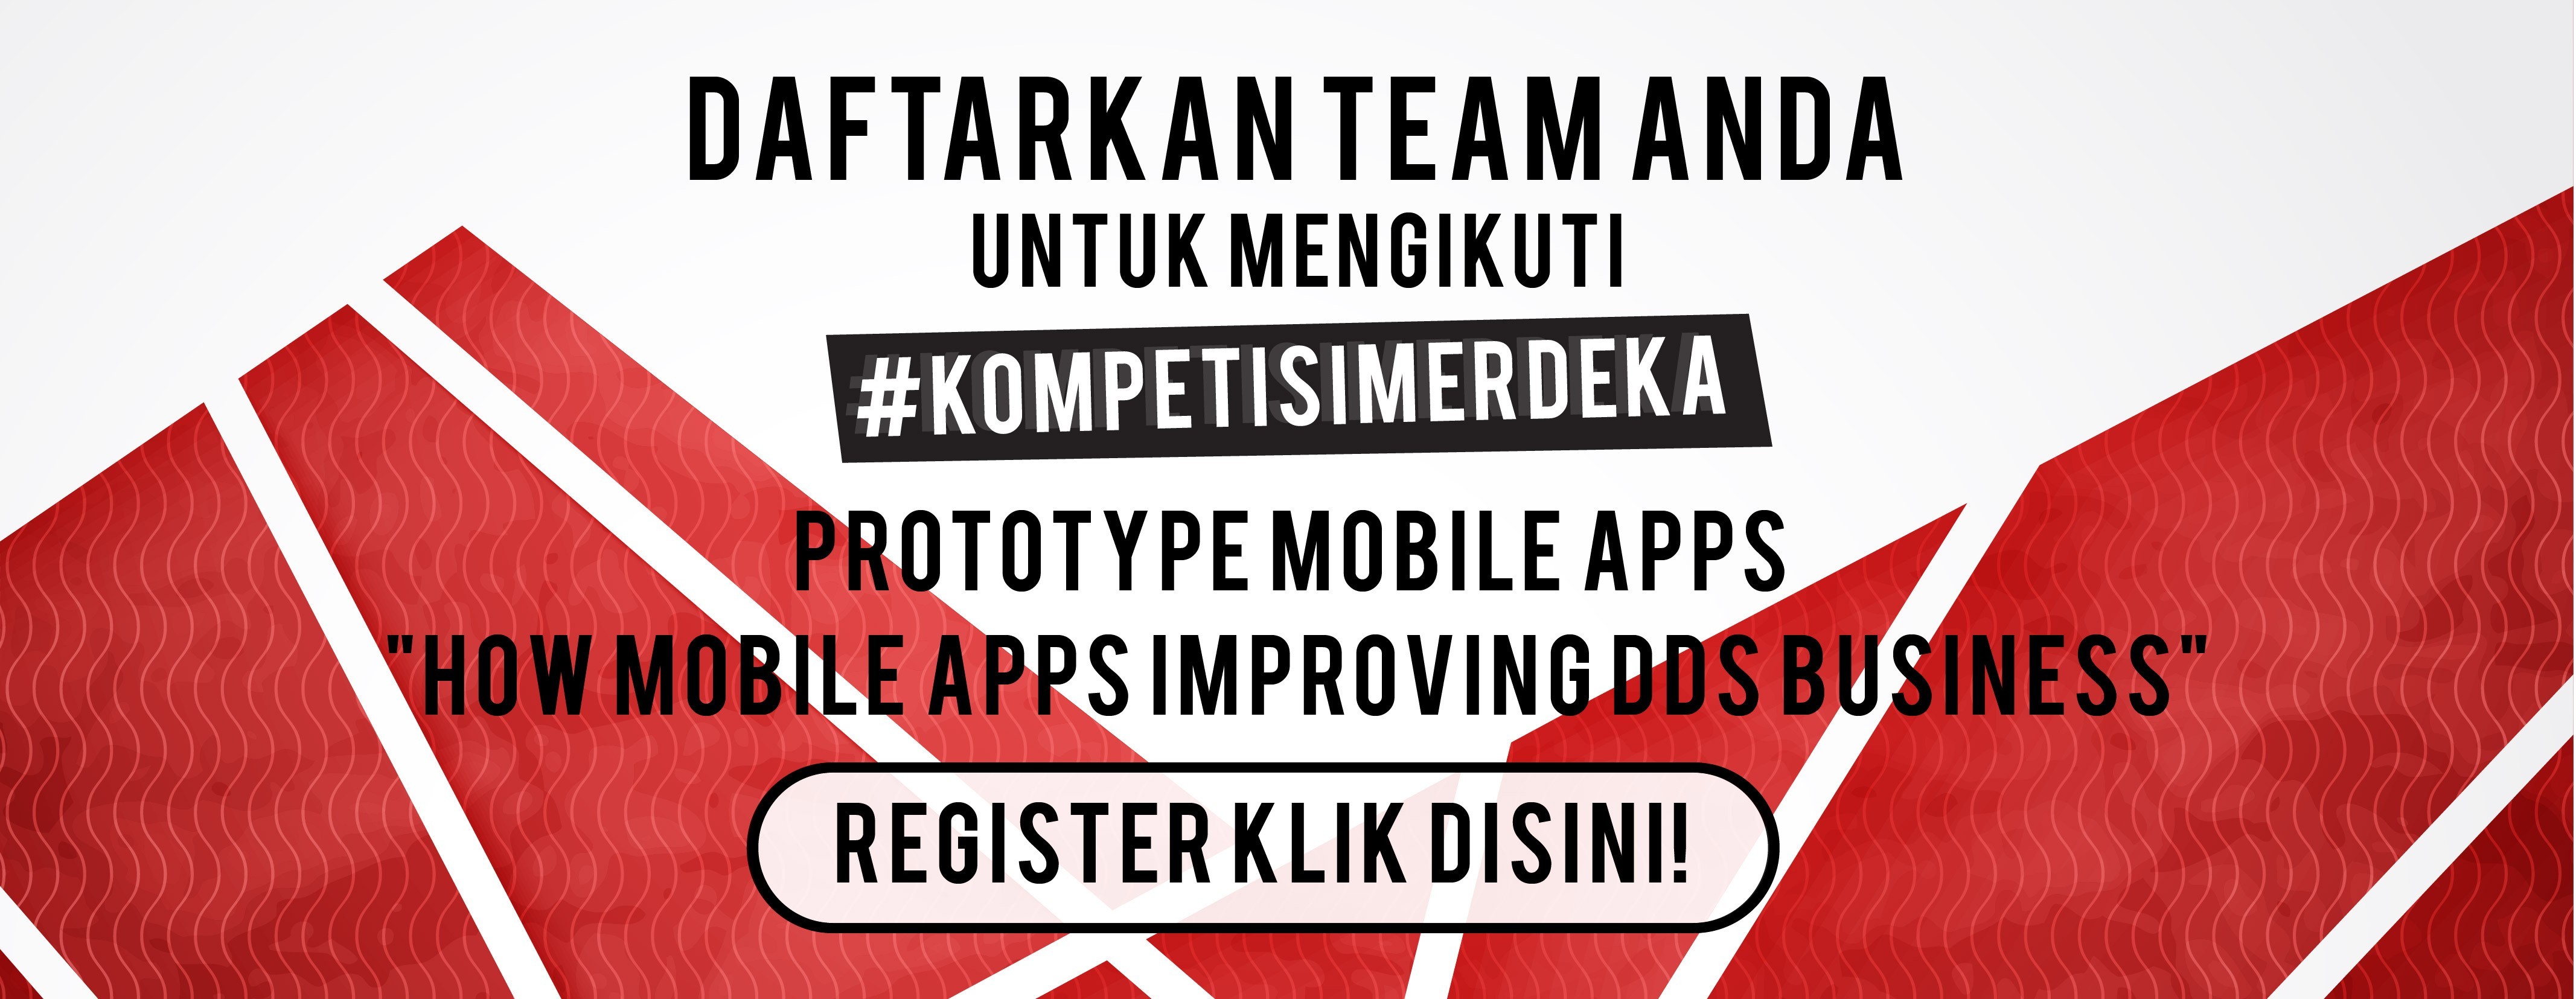 DAFTARKAN TEAM ANDA
UNTUK MENGIKUTI
#KOMPETISIMERDEKA
PROTOTYPE MOBILE APPS
"HOW MOBILE APPS IMPROVING DDS BUSINESS"
REGISTER KLIK DISINI!